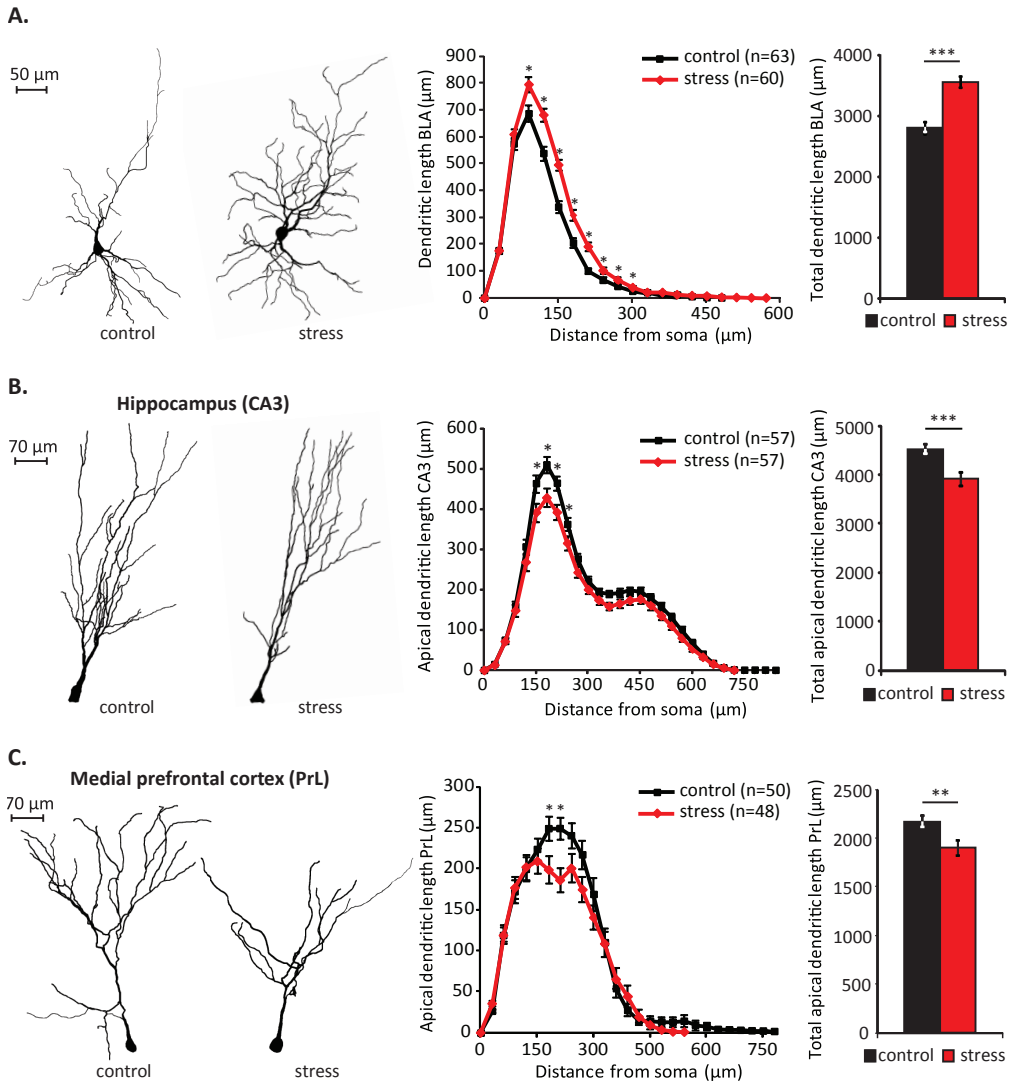 A.
50 µm
control
stress
Dendritic length BLA (µm)
900
800
700
600
500
400
300
200
100
0
control (n=63)
stress (n=60)
*
*
*
*
*
*
*
*
0
150
300
450
600
Distance from soma (µm)
Total dendritic length BLA (µm)
4000
3000
2000
1000
0
***
control stress
B.
Hippocampus (CA3)
70 µm
control
stress
Apical dendritic length CA3 (µm)
600
500
400
300
200
100
0
control (n=57)
stress (n=57)
*
*
*
*
0
150
300
450
600
750
Distance from soma (µm)
Total apical dendritic length CA3 (µm)
5000
4000
3000
2000
1000
0
***
control stress
C.
Medial prefrontal cortex (PrL)
70 µm
control
stress
Apical dendritic length PrL (µm)
300
250
200
150
100
50
0
control (n=50)
stress (n=48)
**
0
150
300
450
600
750
Distance from soma (µm)
Total apical dendritic length PrL (µm)
2500
2000
1500
1000
500
0
**
control stress